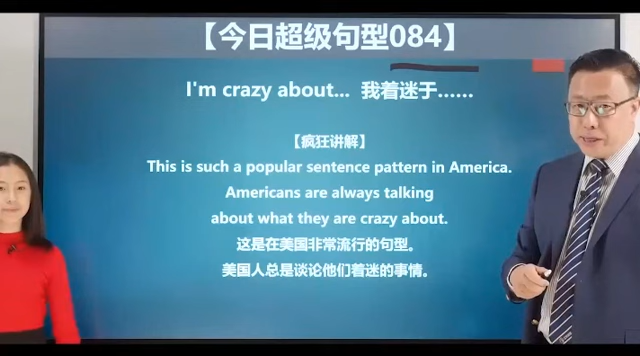 【今日超级句型084】
I'm crazy about... 我着迷于……
【疯狂讲解】
This is such a popular sentence pattern in America.
Americans are always talking
about what they are crazy about.
这是在美国非常流行的句型。
美国人总是谈论他们着迷的事情。